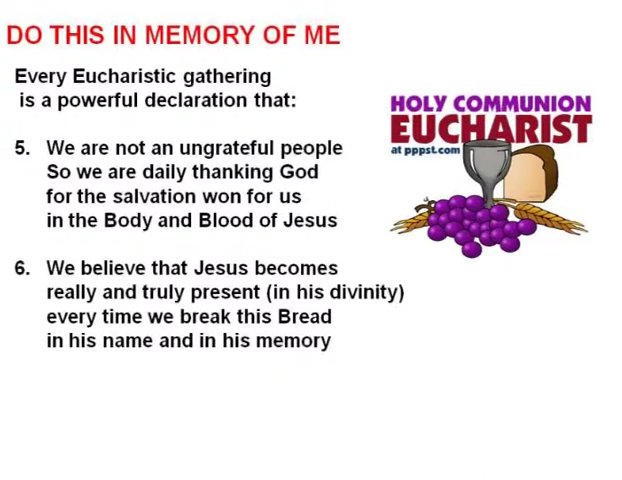 DO THIS IN MEMORY OF ME
Every Eucharistic gathering
is a powerful declaration that:
5. We are not an ungrateful people
So we are daily thanking God
for the salvation won for us
in the Body and Blood of Jesus
6. We believe that Jesus becomes
really and truly present (in his divinity)
every time we break this Bread
in his name and in his memory
HOLY COMMUNION
EUCHARIST
at pppst.com